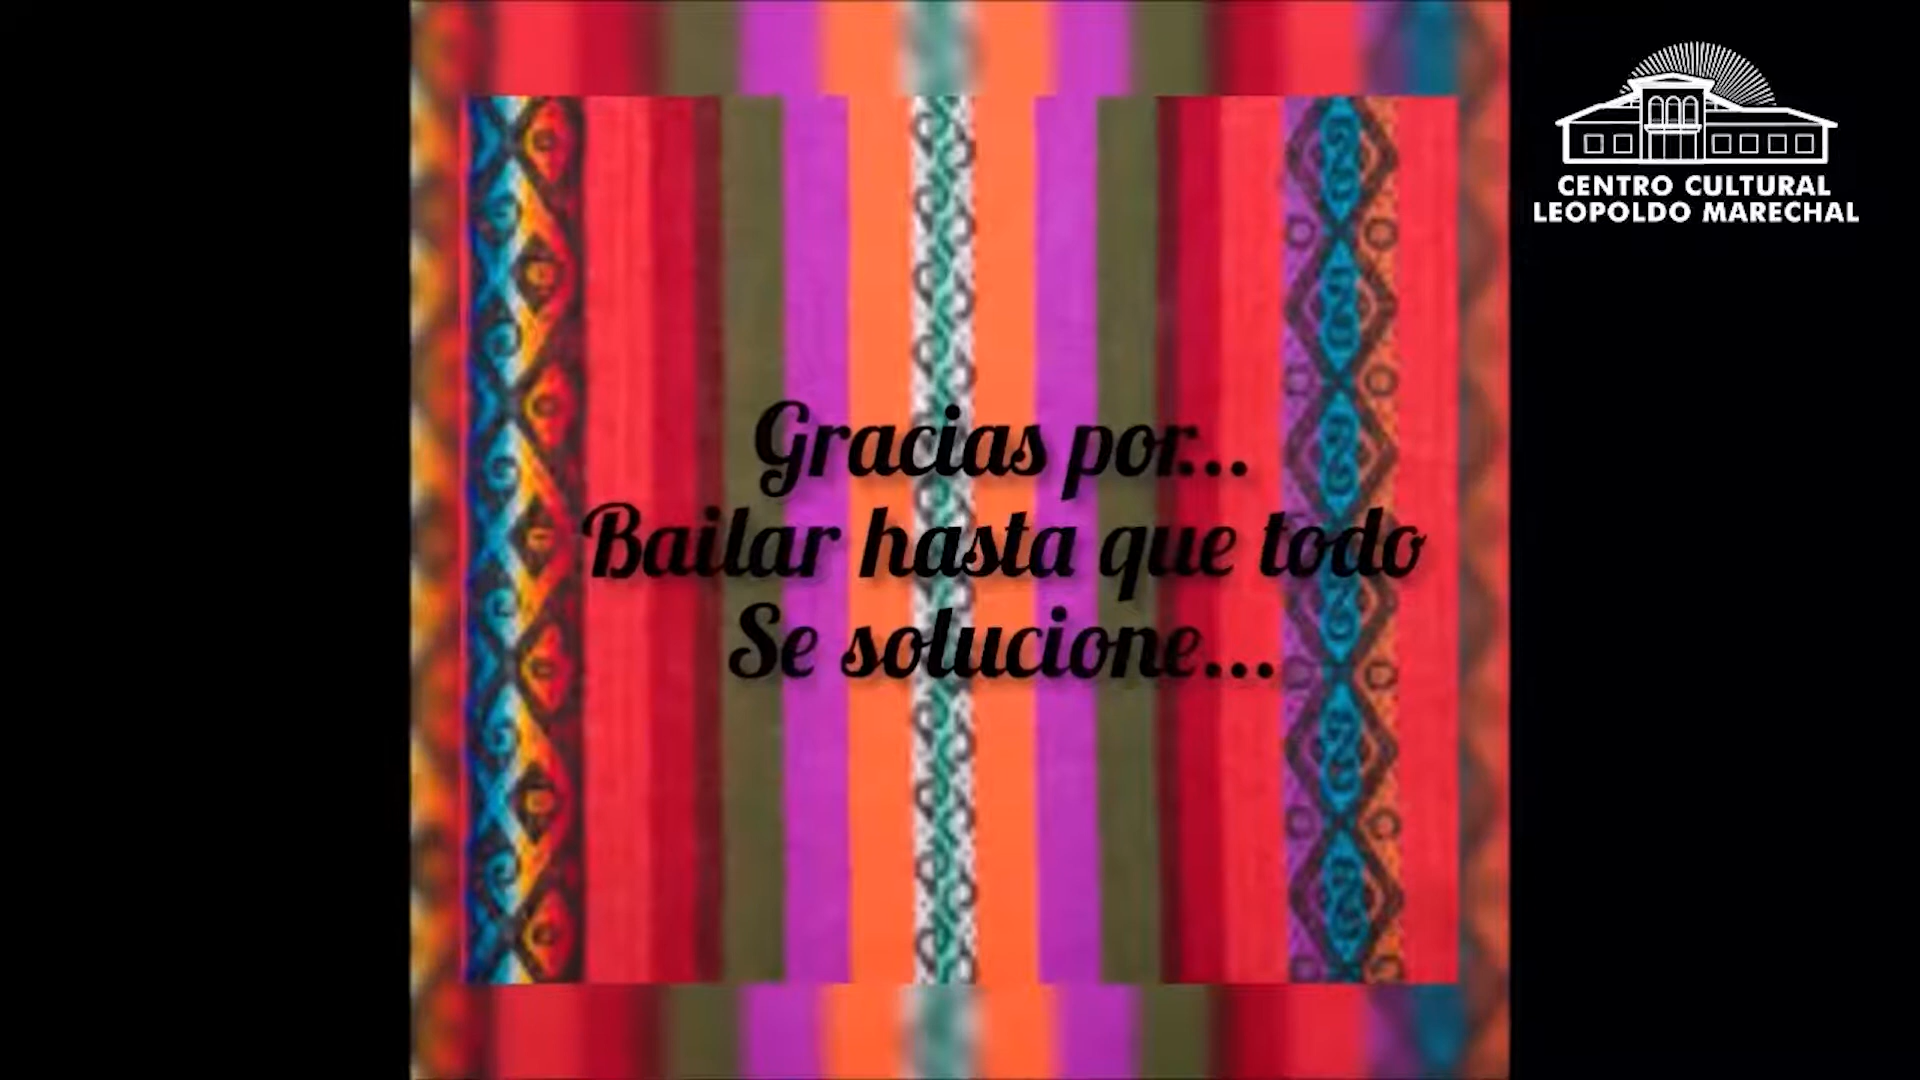 Gracias por...
Bailar hasta que todo
Se solucione...
CENTRO CULTURAL
LEOPOLDO MARECHAL